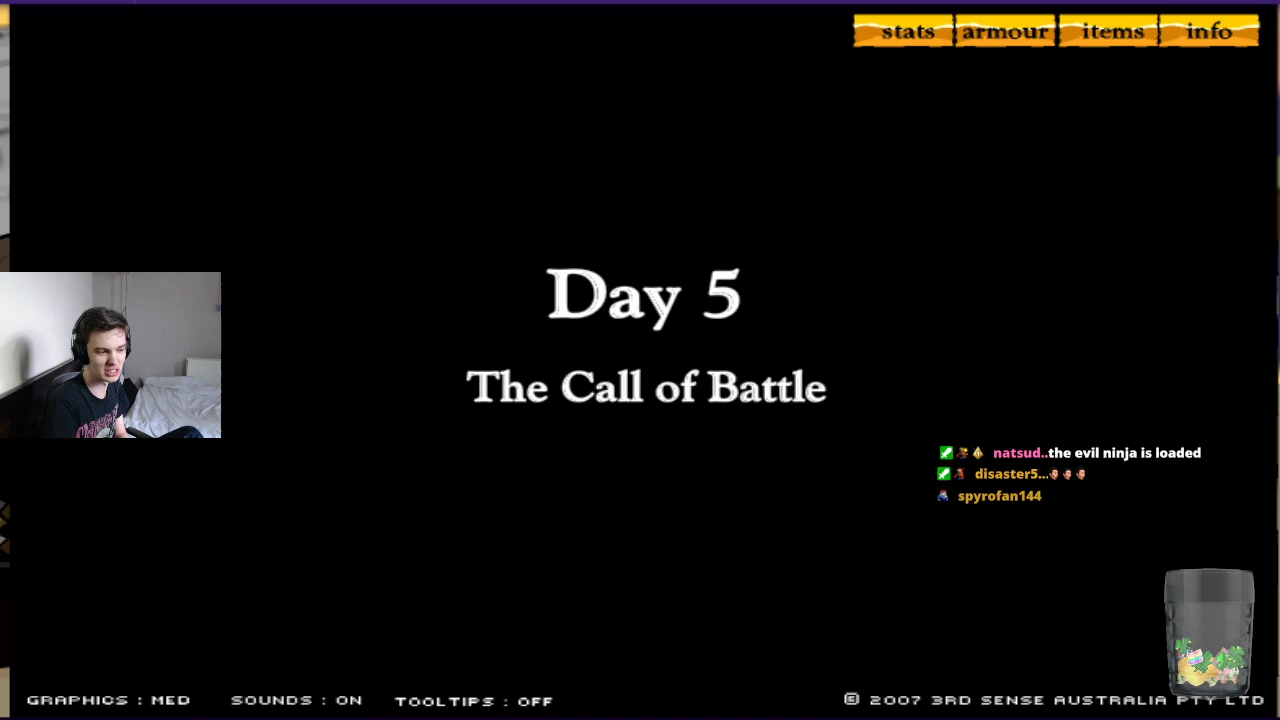 stats armour items info
Day 5
The Call of Battle
natsud..the evil ninja is loaded
disaster5...
spyrofan144
GRAPHICS : MED SOUNDS : ON TOOLTIPS : OFF © 2007 3RD SENSE AUSTRALIA PTY LTD